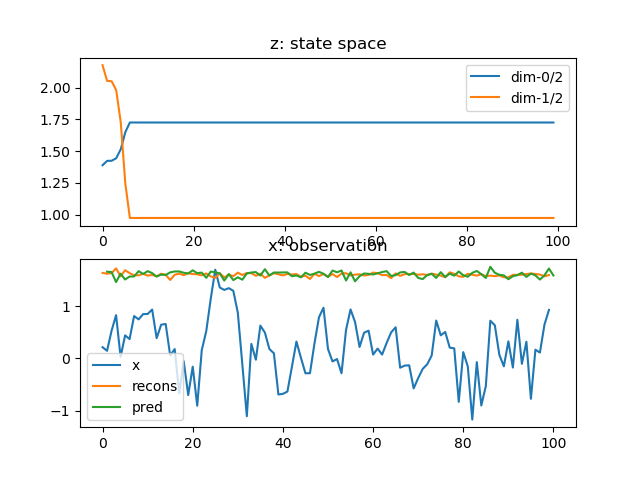 z: state space
2.00
1.75
1.50
1.25
1.00
dim-0/2
dim-1/2
0 20 40 60 80 100
x: observation
1
0
−1
x
recons
pred
0 20 40 60 80 100